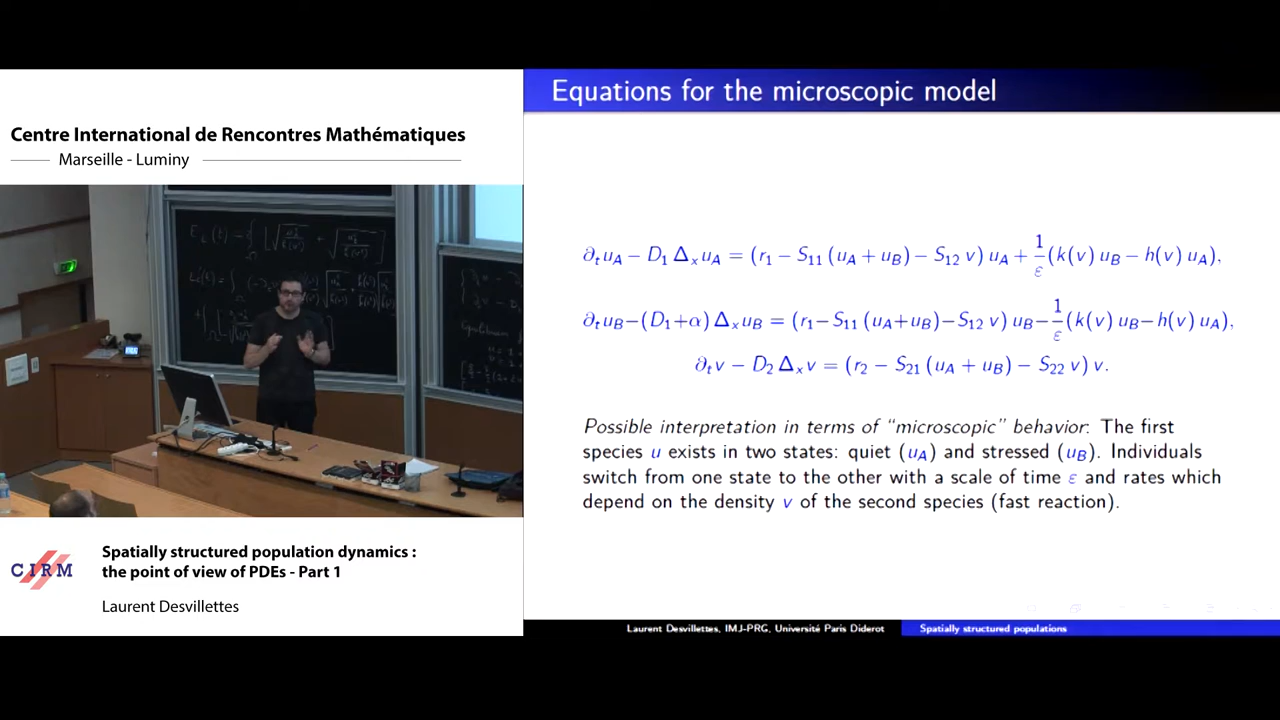 Equations for the microscopic model
Centre International de Rencontres Mathématiques
Marseille - Luminy
∂ₜu_A − D₁ Δₓu_A = (r₁ − S₁₁ (u_A + u_B) − S₁₂ v) u_A + 1/ε (k(v) u_B − h(v) u_A),
∂ₜu_B − (D₁+α) Δₓu_B = (r₁ − S₁₁(u_A+u_B) − S₁₂ v) u_B − 1/ε (k(v) u_B − h(v) u_A),
∂ₜv − D₂ Δₓv = (r₂ − S₂₁ (u_A + u_B) − S₂₂ v) v.
Possible interpretation in terms of “microscopic” behavior: The first
species u exists in two states: quiet (u_A) and stressed (u_B). Individuals
switch from one state to the other with a scale of time ε and rates which
depend on the density v of the second species (fast reaction).
Spatially structured population dynamics :
the point of view of PDEs - Part 1
CIRM
Laurent Desvillettes
Laurent Desvillettes, IMJ-PRG, Université Paris Diderot
Spatially structured populations